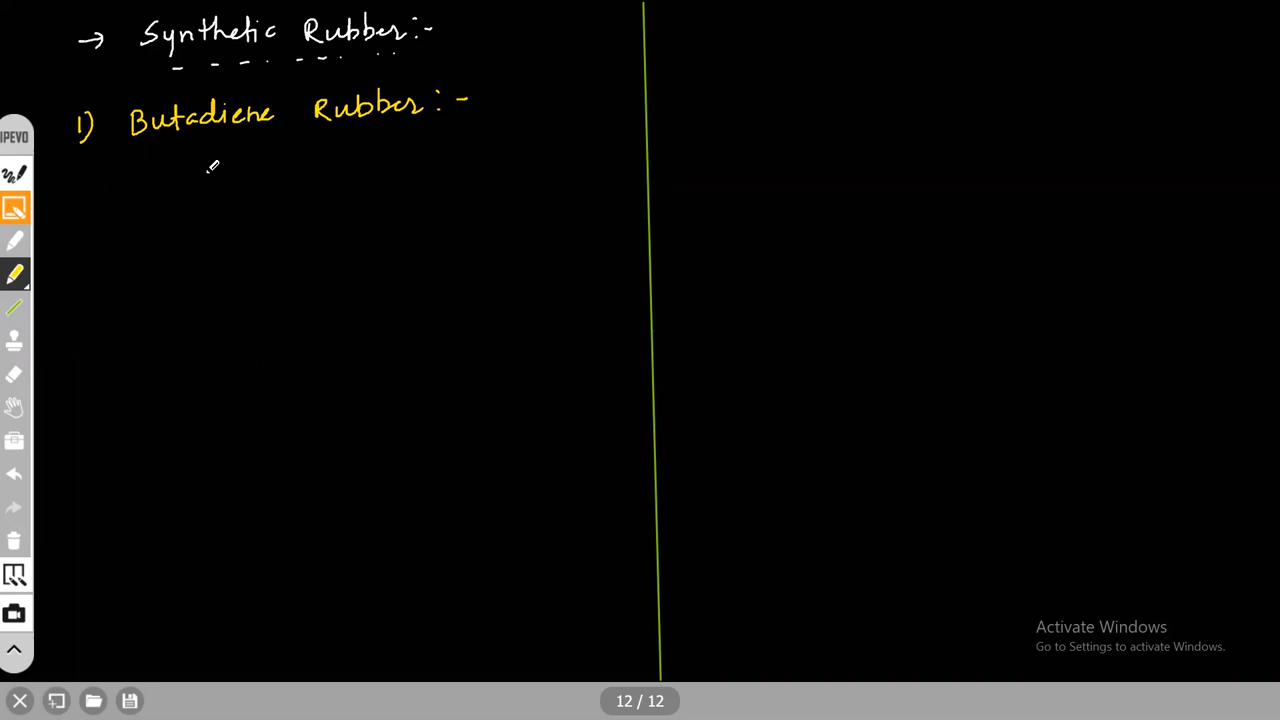 → Synthetic Rubber:-
1) Butadiene Rubber:-
IPEVO
Activate Windows
Go to Settings to activate Windows.
12 / 12